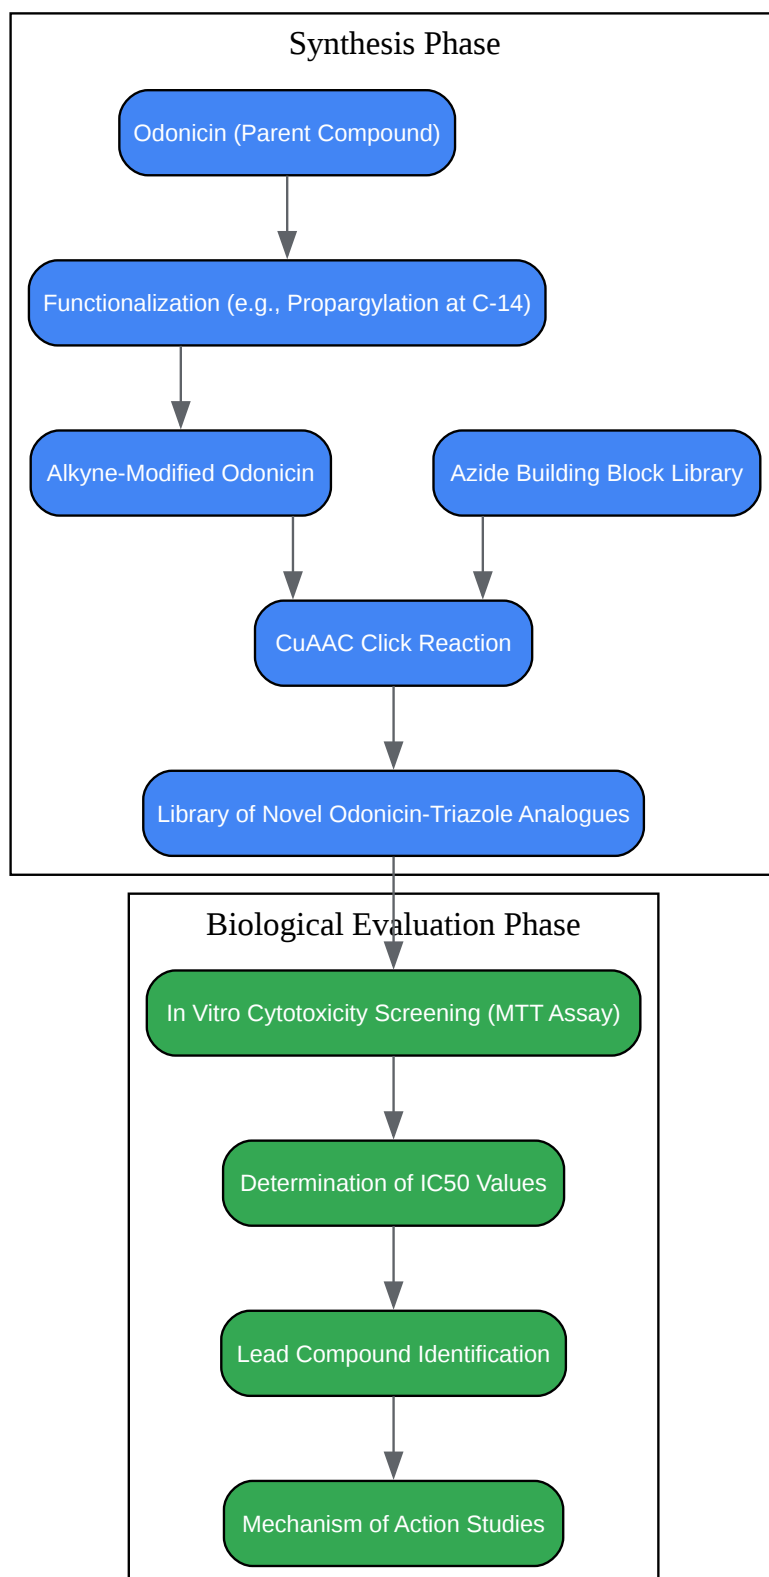 Synthesis Phase
Odonicin (Parent Compound)
Functionalization (e.g., Propargylation at C-14)
Alkyne-Modified Odonicin
Azide Building Block Library
CuAAC Click Reaction
Library of Novel Odonicin-Triazole Analogues
Biological Evaluation Phase
In Vitro Cytotoxicity Screening (MTT Assay)
Determination of IC50 Values
Lead Compound Identification
Mechanism of Action Studies